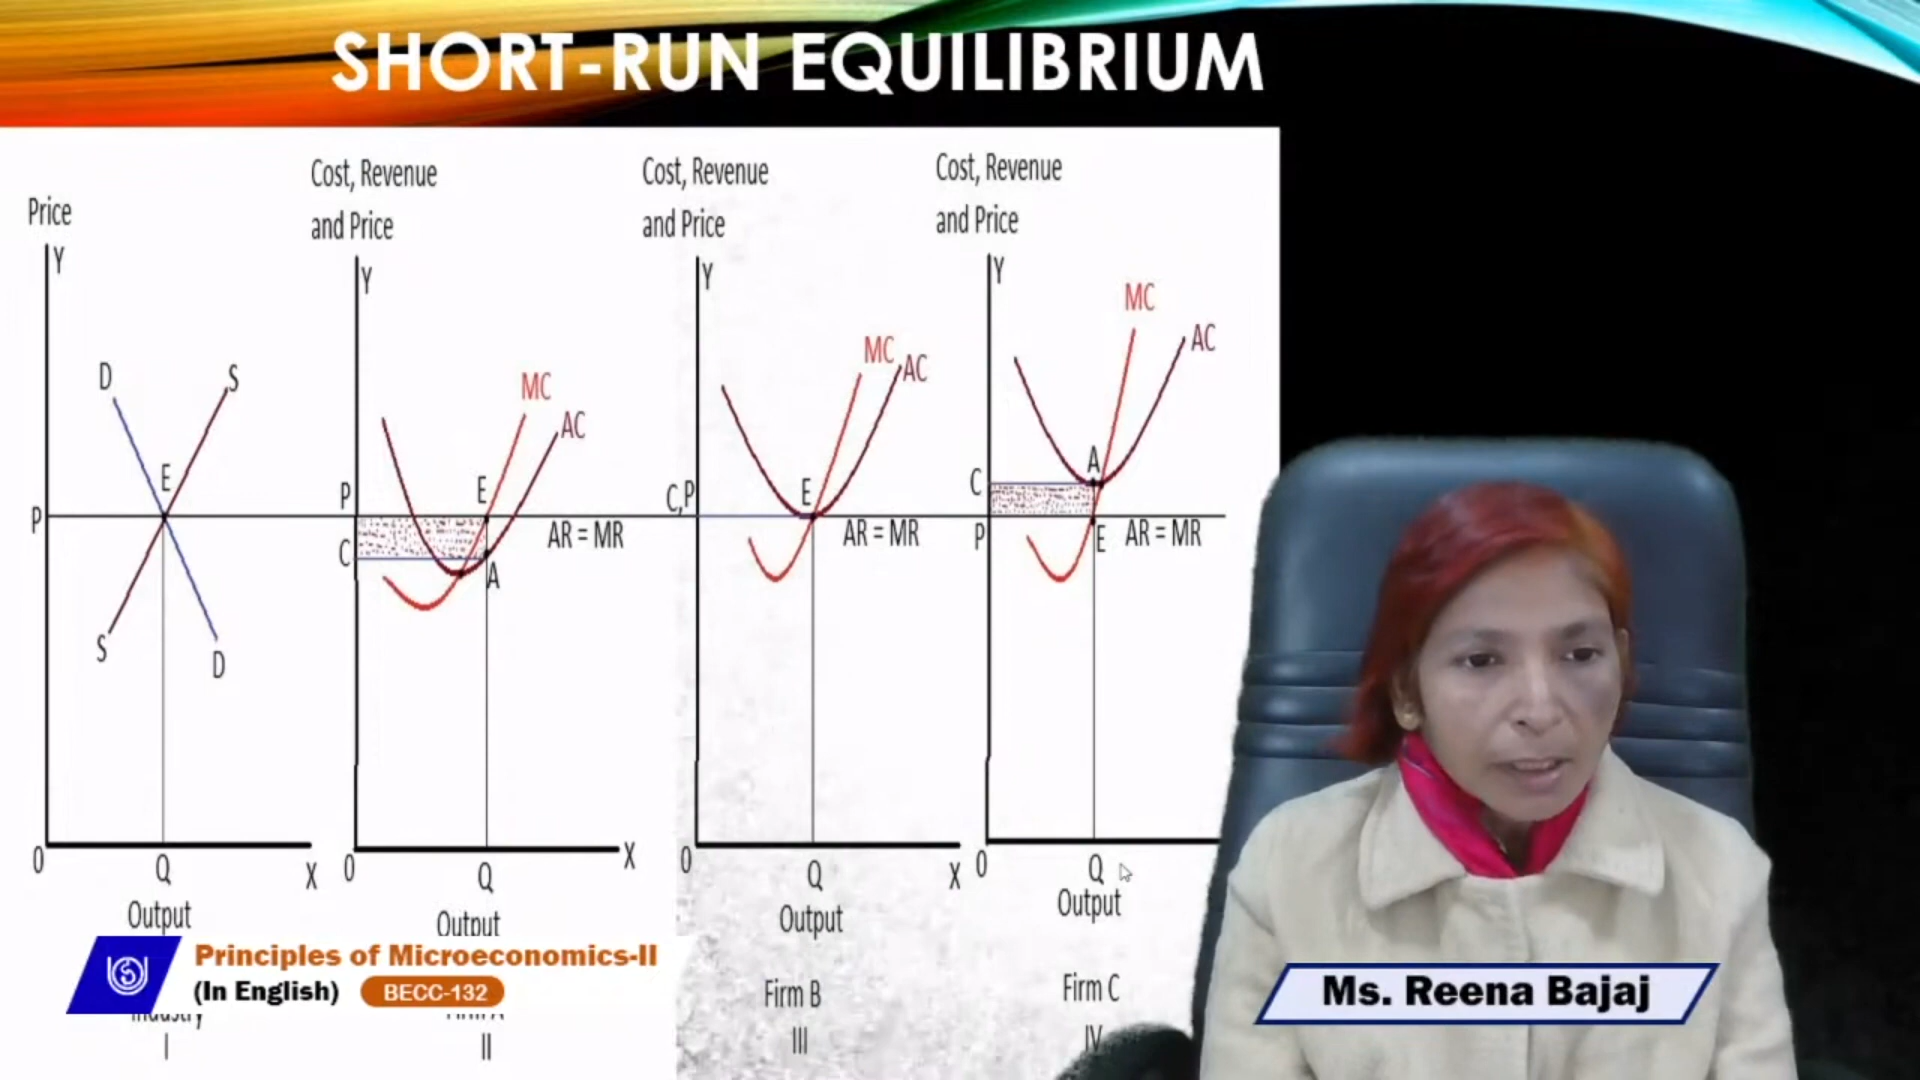 SHORT-RUN EQUILIBRIUM
Price
Y
D
S
E
P
S
D
0
Q
X
Output
Industry
I
Cost, Revenue
and Price
Y
MC
AC
P
E
AR = MR
C
A
0
Q
X
Output
II
Cost, Revenue
and Price
Y
MC
AC
C,P
E
AR = MR
0
Q
X
Output
Firm B
III
Cost, Revenue
and Price
Y
MC
AC
A
C
P
E
AR = MR
0
Q
Output
Firm C
IV
Principles of Microeconomics-II
(In English)
BECC-132
Ms. Reena Bajaj